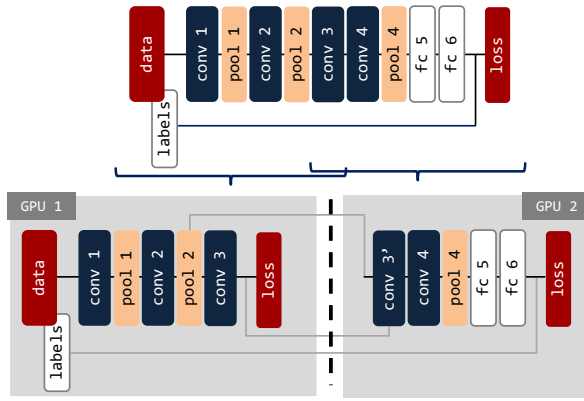 data
conv 1
pool 1
conv 2
pool 2
conv 3
conv 4
pool 4
fc 5
fc 6
loss
labels
GPU 1
GPU 2
data
conv 1
pool 1
conv 2
pool 2
conv 3
loss
labels
conv 3’
conv 4
pool 4
fc 5
fc 6
loss